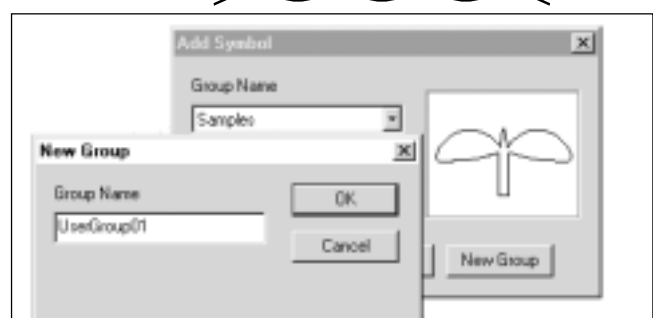 Add Symbol
Group Name
Samples
New Group
New Group
Group Name
UserGroup01
OK
Cancel